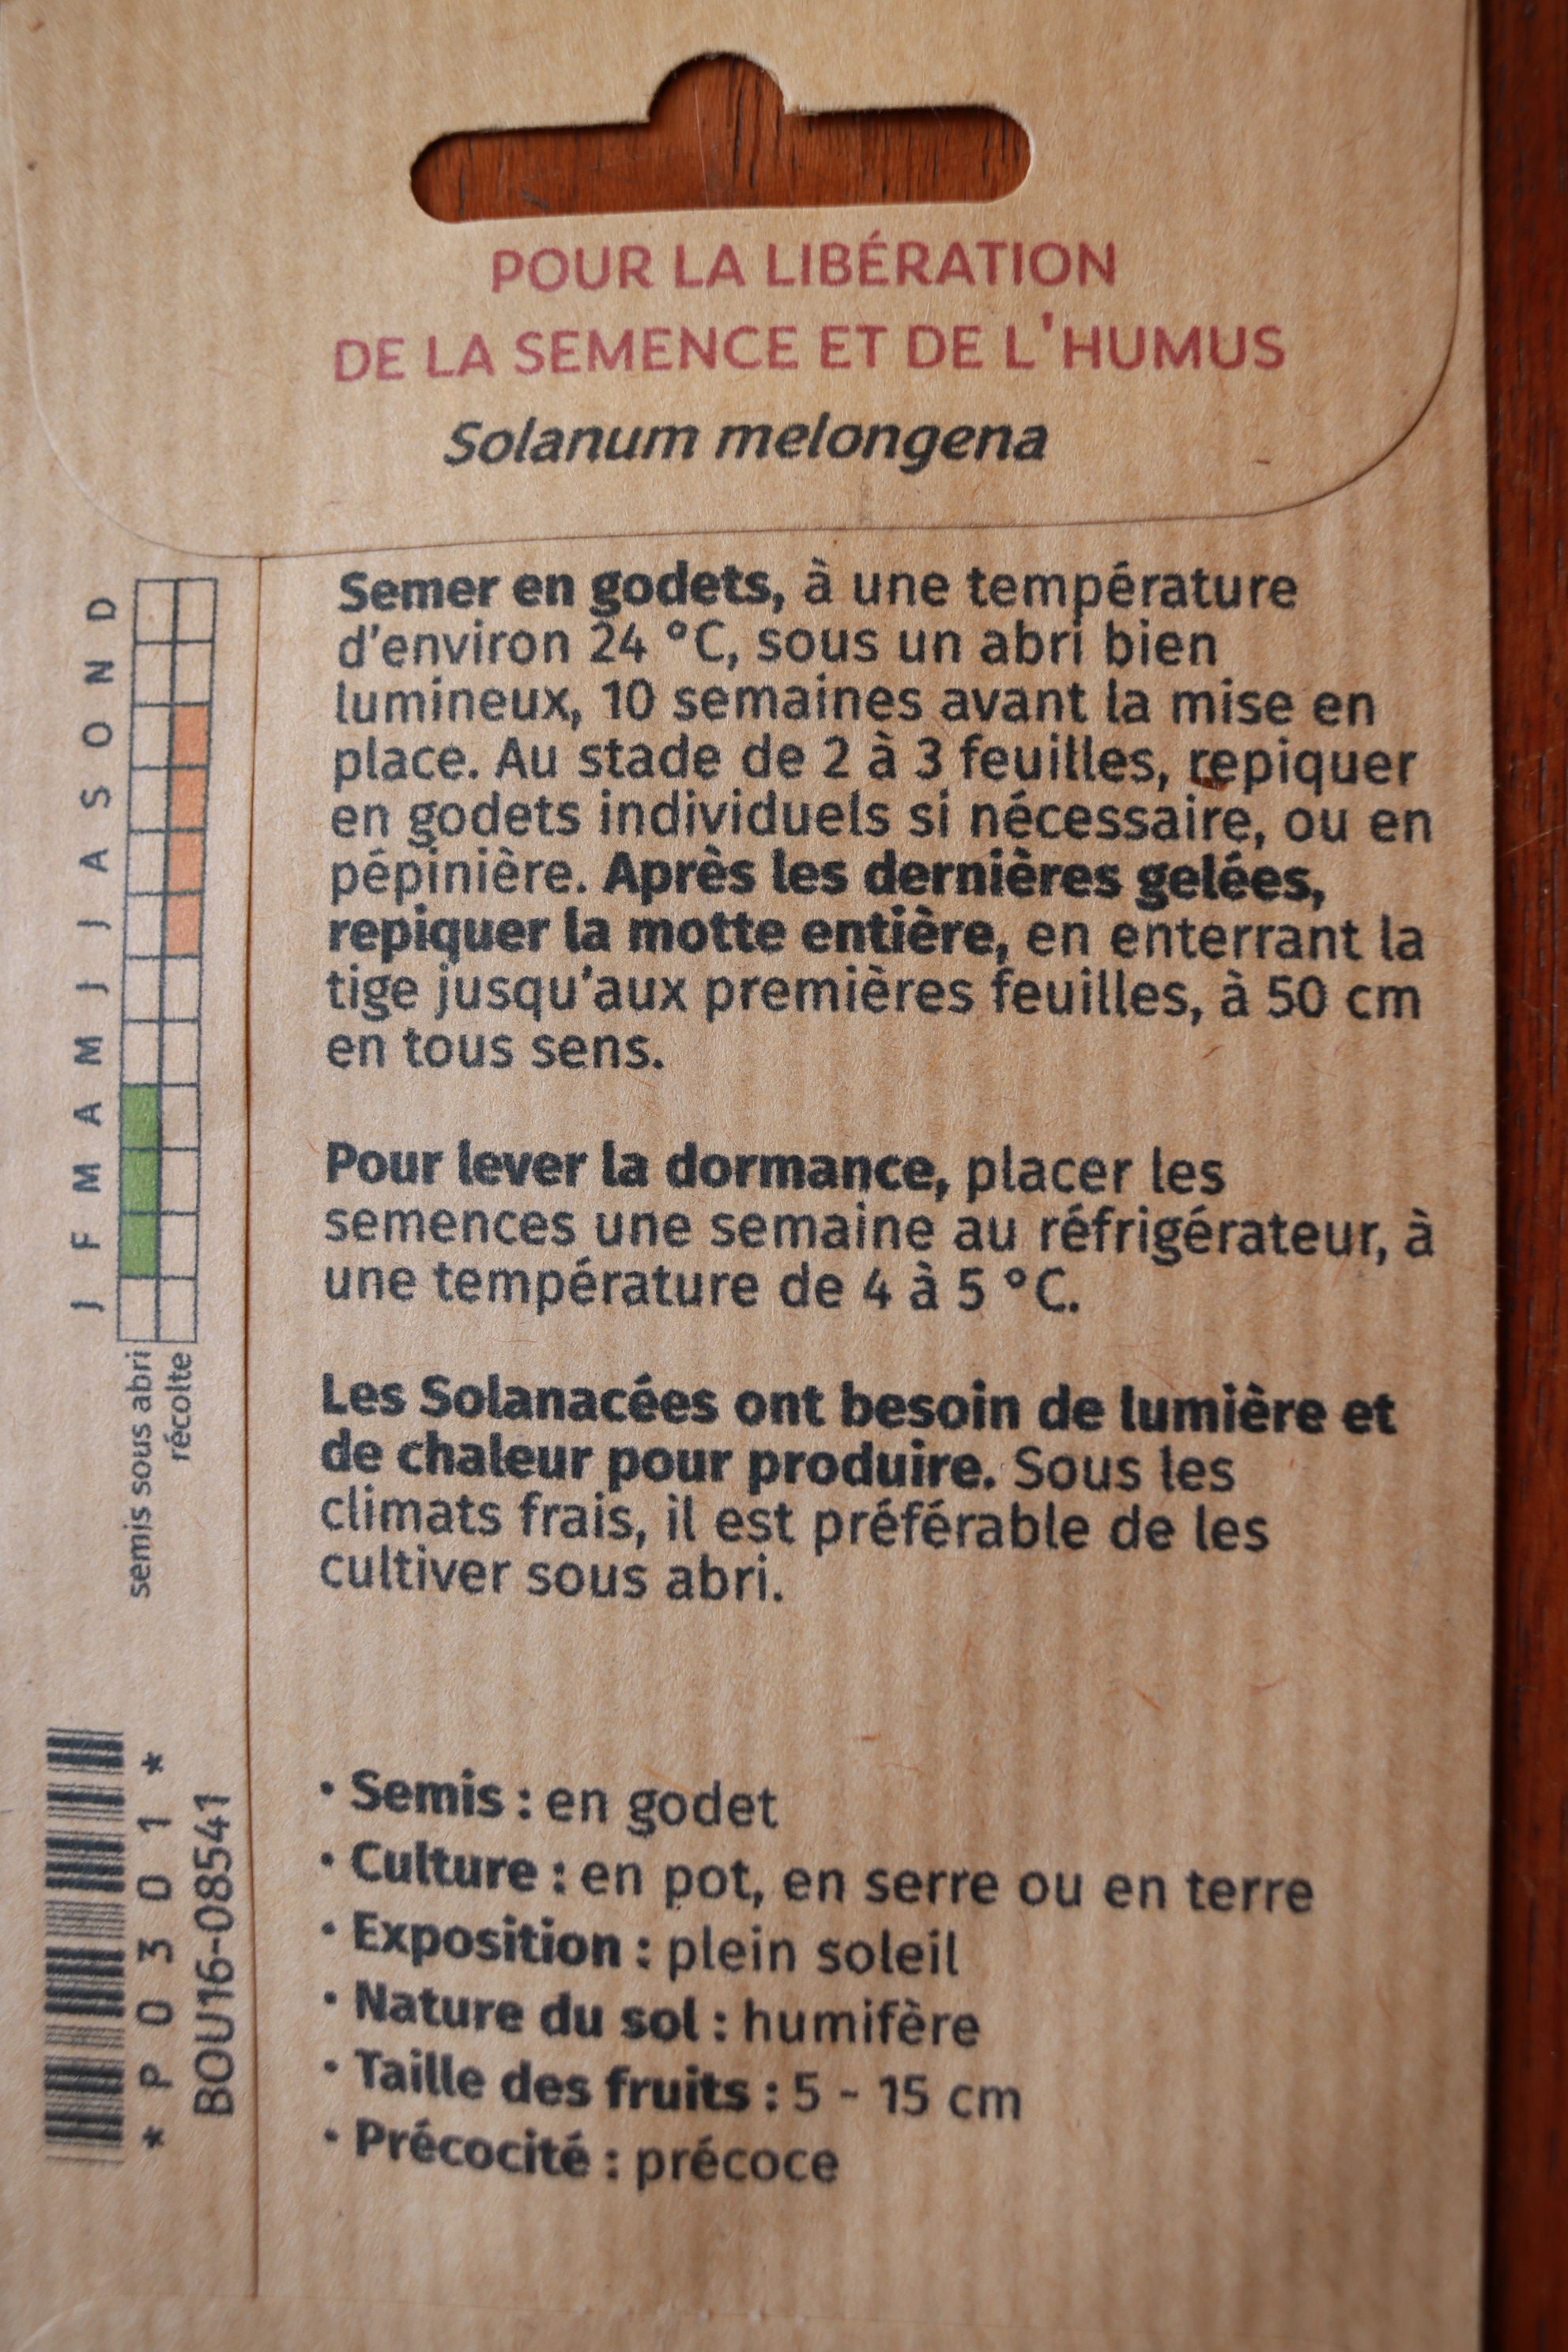 POUR LA LIBÉRATION
DE LA SEMENCE ET DE L'HUMUS
Solanum melongena
Semer en godets, à une température
d'environ 24 °C, sous un abri bien
lumineux, 10 semaines avant la mise en
place. Au stade de 2 à 3 feuilles, repiquer
en godets individuels si nécessaire, ou en
pépinière. Après les dernières gelées,
repiquer la motte entière, en enterrant la
tige jusqu'aux premières feuilles, à 50 cm
en tous sens.
Pour lever la dormance, placer les
semences une semaine au réfrigérateur, à
une température de 4 à 5 °C.
Les Solanacées ont besoin de lumière et
de chaleur pour produire. Sous les
climats frais, il est préférable de les
cultiver sous abri.
• Semis : en godet
• Culture : en pot, en serre ou en terre
• Exposition : plein soleil
• Nature du sol : humifère
• Taille des fruits : 5 - 15 cm
• Précocité : précoce
J F M A M J J A S O N D
semis sous abri
récolte
* P 0 3 0 1 *
BOU16-08541